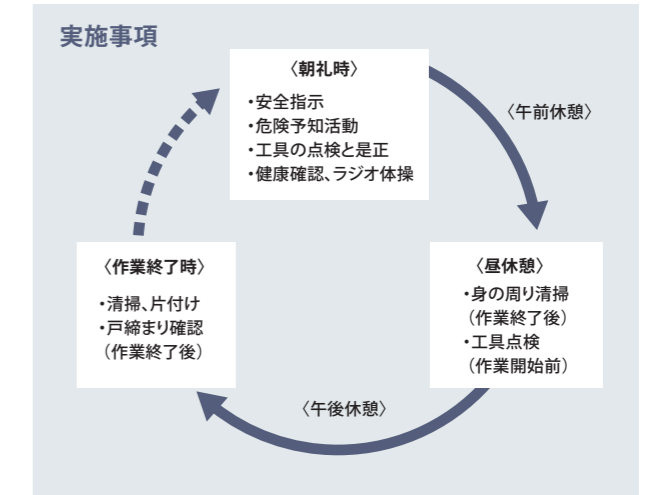 実施事項
〈朝礼時〉
・安全指示
・危険予知活動
・工具の点検と是正
・健康確認、ラジオ体操
〈午前休憩〉
〈昼休憩〉
・身の周り清掃
（作業終了後）
・工具点検
（作業開始前）
〈午後休憩〉
〈作業終了時〉
・清掃、片付け
・戸締まり確認
（作業終了後）